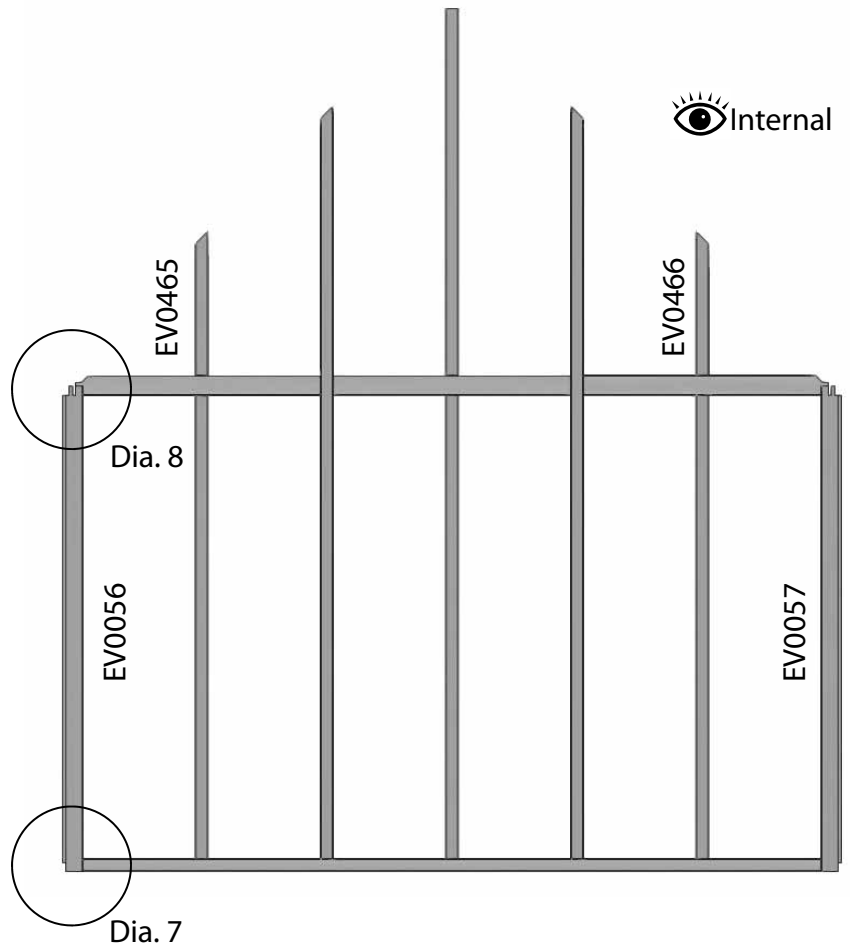 Internal
EV0465
EV0466
Dia. 8
EV0056
EV0057
Dia. 7